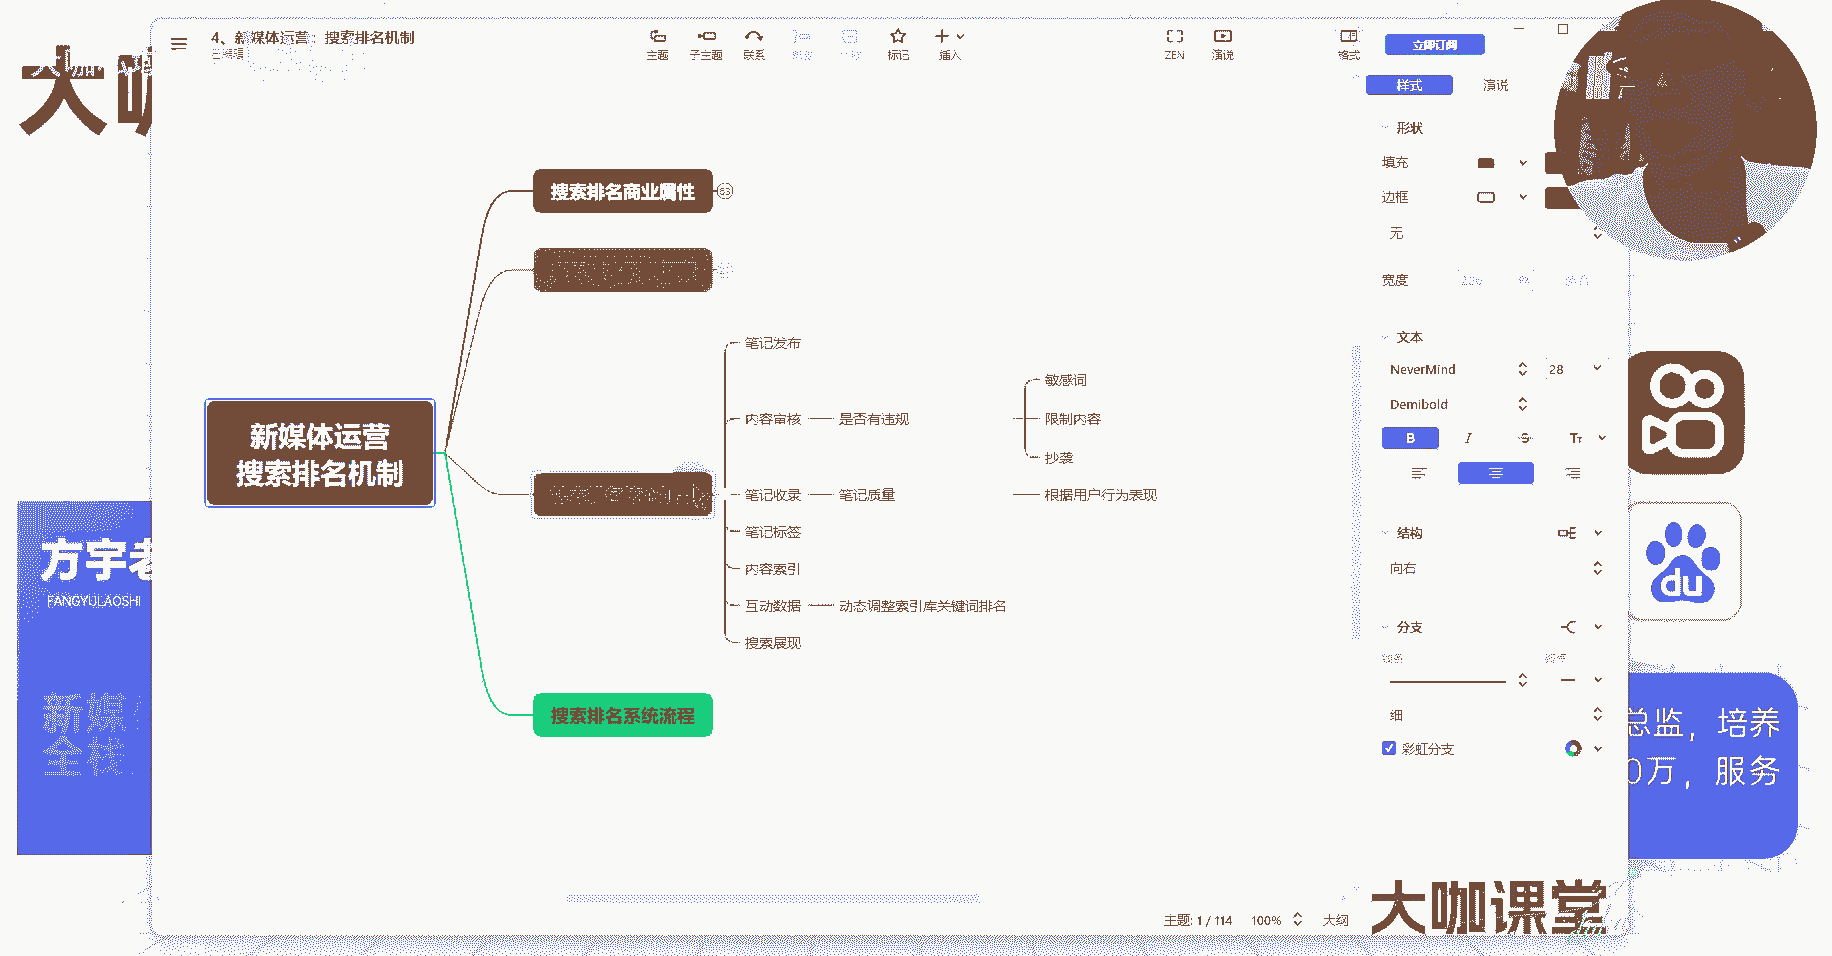 4、新媒体运营：搜索排名机制
已编辑
主题
子主题
联系
标记
插入
ZEN
演说
格式
立即订阅
样式
演说
大咖
形状
填充
边框
无
宽度
文本
NeverMind
28
Demibold
B
I
S
结构
向右
分支
细
彩虹分支
新媒体运营
搜索排名机制
搜索排名商业属性
63
笔记发布
内容审核
是否有违规
敏感词
限制内容
抄袭
笔记收录
笔记质量
根据用户行为表现
笔记标签
内容索引
互动数据
动态调整索引库关键词排名
搜索展现
搜索排名系统流程
方宇老
FANGYULAOSHI
新媒体
全栈
du
总监，培养
0万，服务
主题: 1 / 114
100%
大纲
大咖课堂